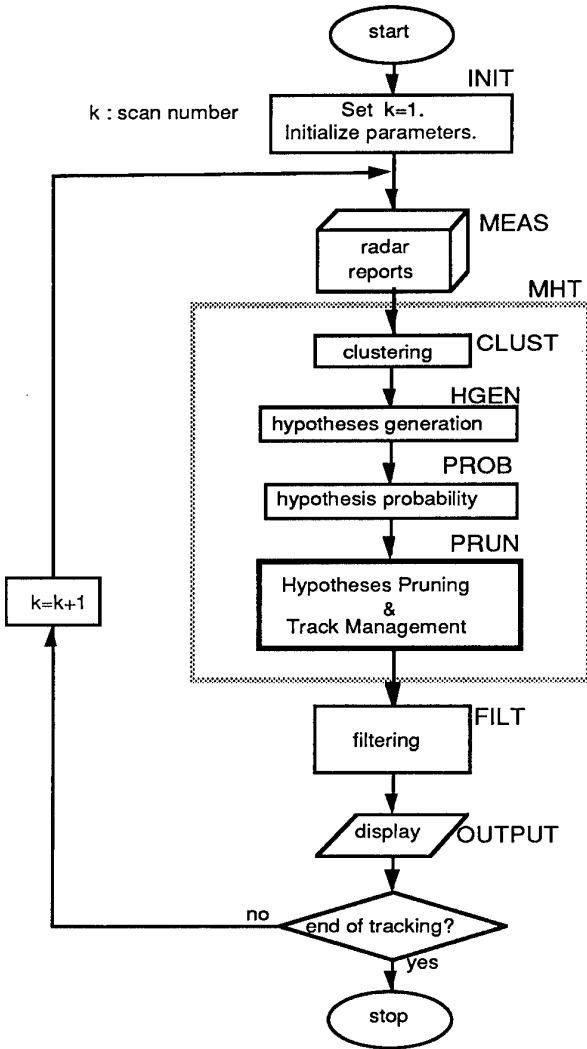 start
INIT
k : scan number
Set k=1.
Initialize parameters.
MEAS
radar
reports
MHT
clustering
CLUST
HGEN
hypotheses generation
PROB
hypothesis probability
PRUN
Hypotheses Pruning
&
Track Management
k=k+1
FILT
filtering
display
OUTPUT
no
end of tracking?
yes
stop